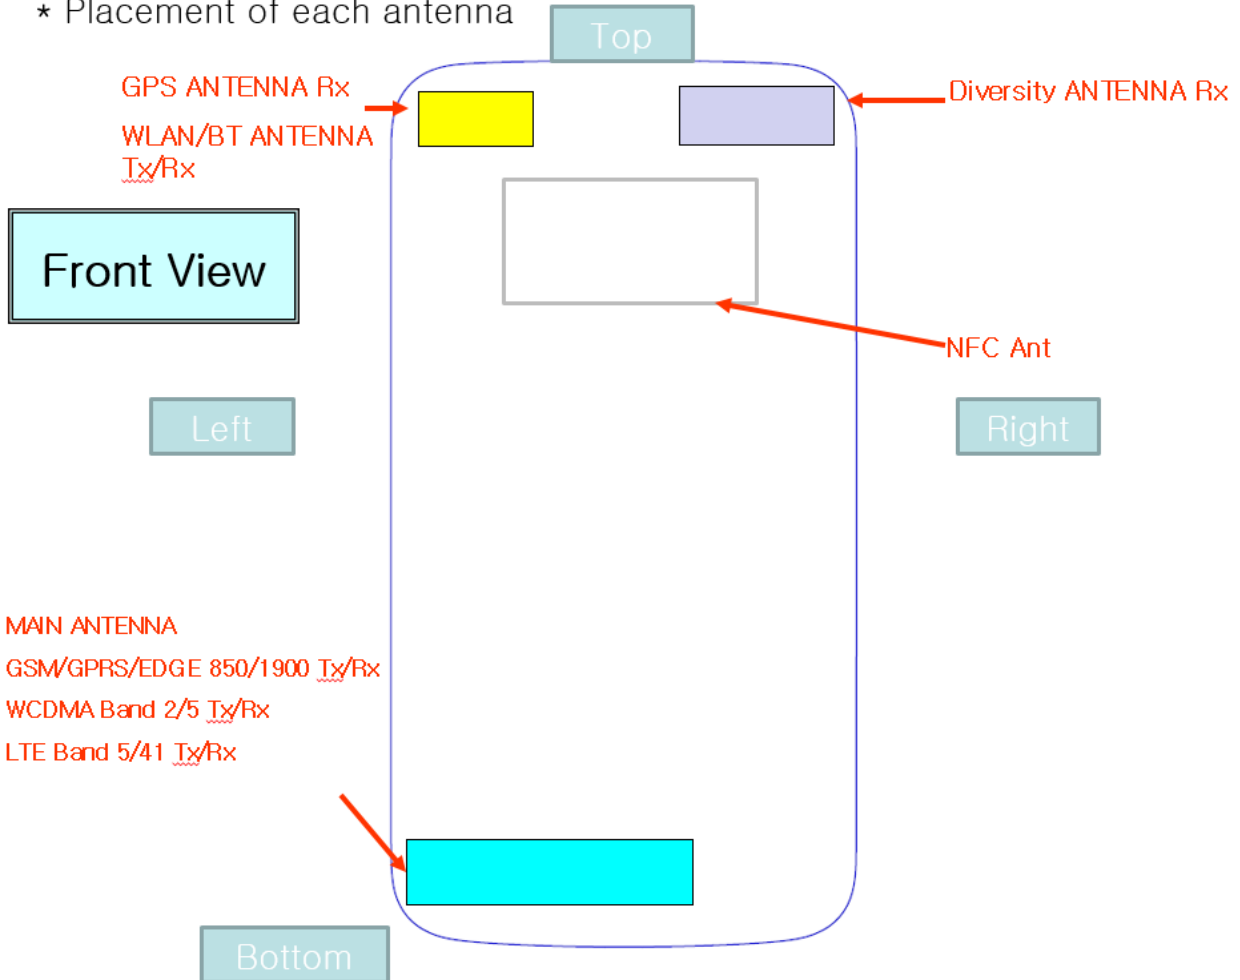 * Placement of each antenna
Top
GPS ANTENNA Rx
Diversity ANTENNA Rx
WLAN/BT ANTENNA
Tx/Rx
Front View
NFC Ant
Left
Right
MAIN ANTENNA
GSM/GPRS/EDGE 850/1900 Tx/Rx
WCDMA Band 2/5 Tx/Rx
LTE Band 5/41 Tx/Rx
Bottom